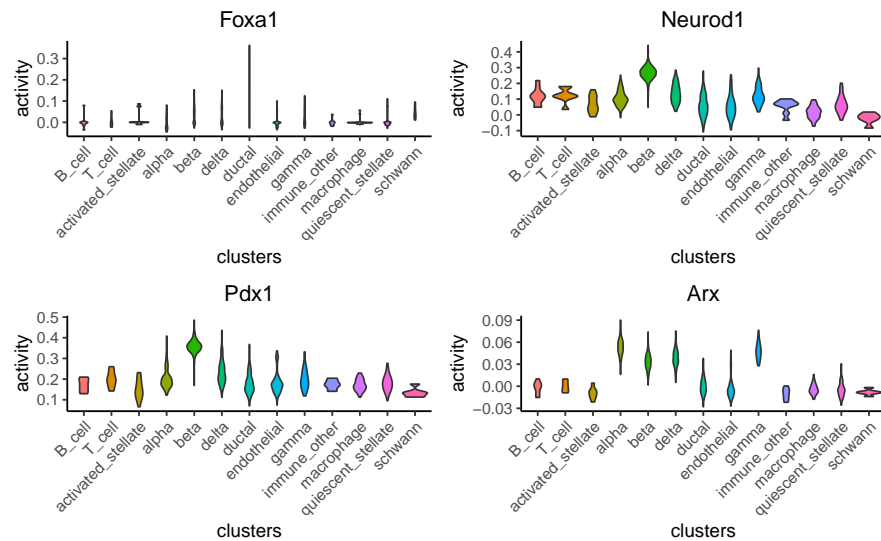 Foxa1
activity
0.3
0.2
0.1
0.0
B_cell
T_cell
activated_stellate
alpha
beta
delta
ductal
endothelial
gamma
immune_other
macrophage
quiescent_stellate
schwann
clusters
Neurod1
activity
0.4
0.3
0.2
0.1
0.0
−0.1
B_cell
T_cell
activated_stellate
alpha
beta
delta
ductal
endothelial
gamma
immune_other
macrophage
quiescent_stellate
schwann
clusters
Pdx1
activity
0.5
0.4
0.3
0.2
0.1
B_cell
T_cell
activated_stellate
alpha
beta
delta
ductal
endothelial
gamma
immune_other
macrophage
quiescent_stellate
schwann
clusters
Arx
activity
0.09
0.06
0.03
0.00
−0.03
B_cell
T_cell
activated_stellate
alpha
beta
delta
ductal
endothelial
gamma
immune_other
macrophage
quiescent_stellate
schwann
clusters